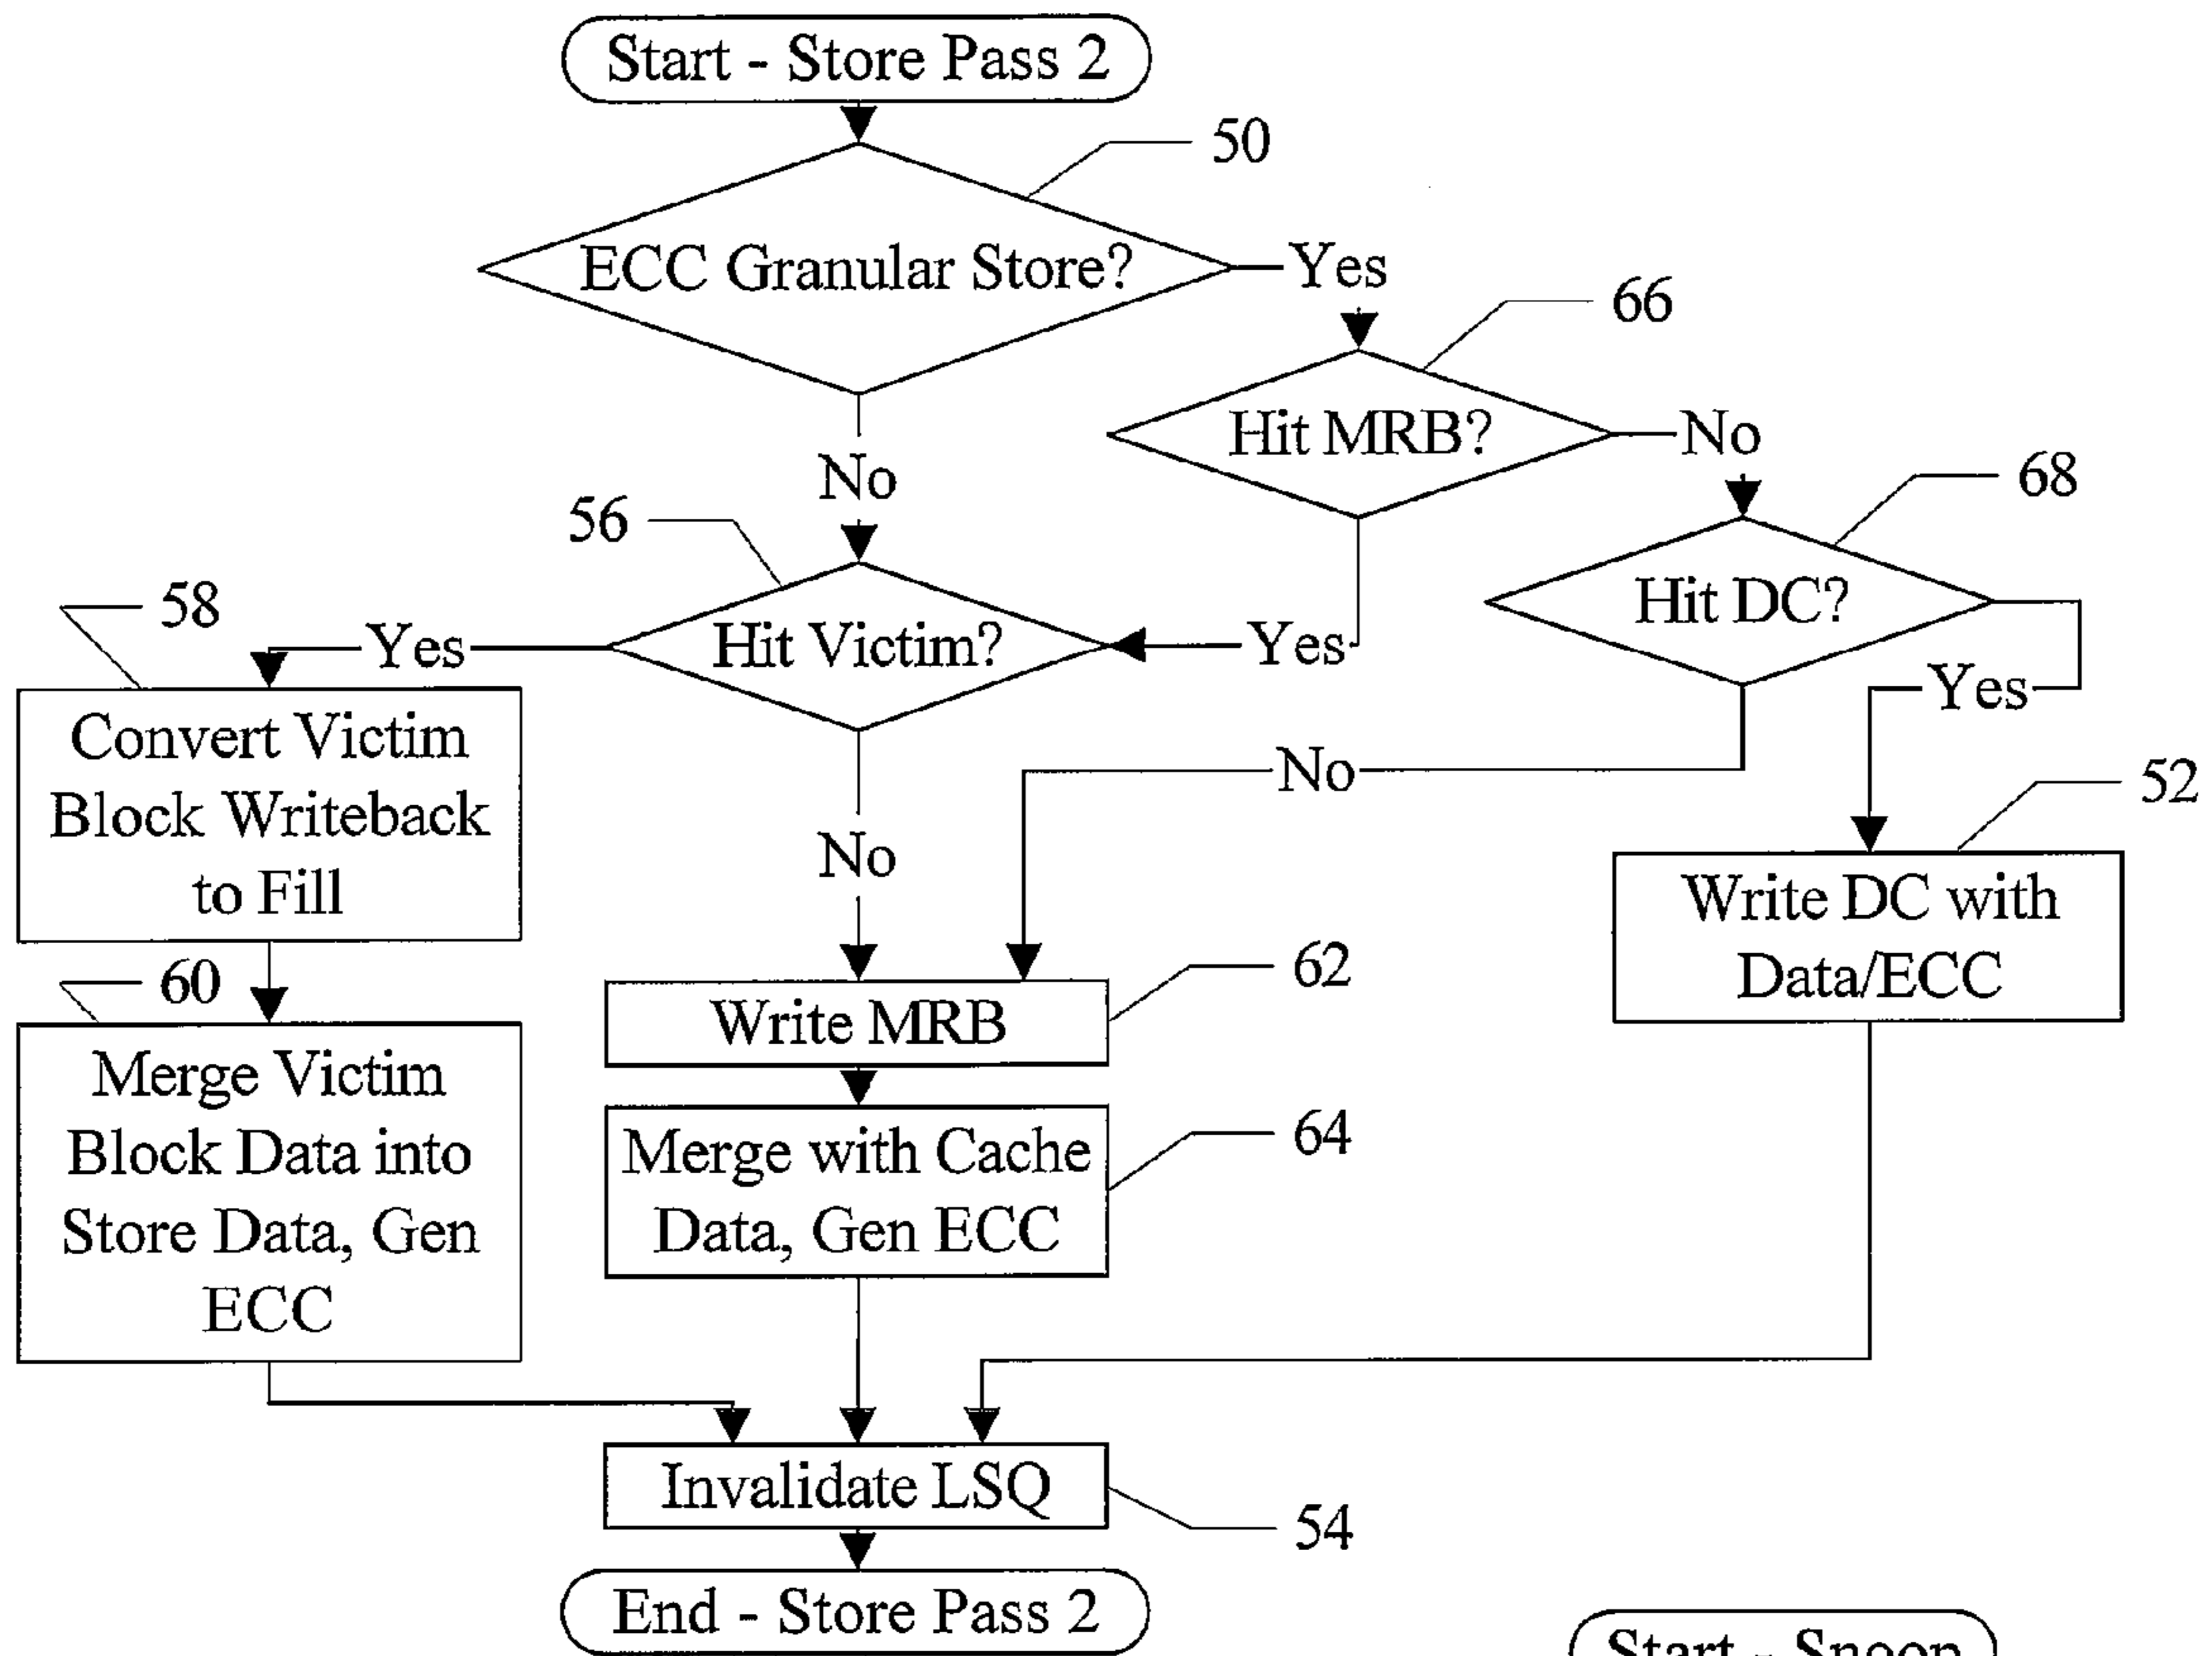 Start - Store Pass 2
50
ECC Granular Store?
Yes
66
Hit MRB?
No
68
No
56
Hit DC?
58
Yes
Hit Victim?
Yes
Yes
Convert Victim
Block Writeback
to Fill
No
52
No
Write DC with
Data/ECC
60
62
Write MRB
Merge Victim
Block Data into
Store Data, Gen
ECC
64
Merge with Cache
Data, Gen ECC
Invalidate LSQ
54
End - Store Pass 2
Start - Snoop